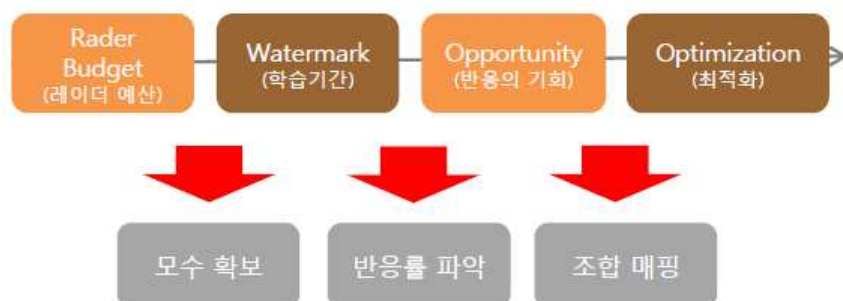 Rader
Budget
(레이더 예산)
Watermark
(학습기간)
Opportunity
(반응의 기회)
Optimization
(최적화)
모수 확보
반응률 파악
조합 매핑